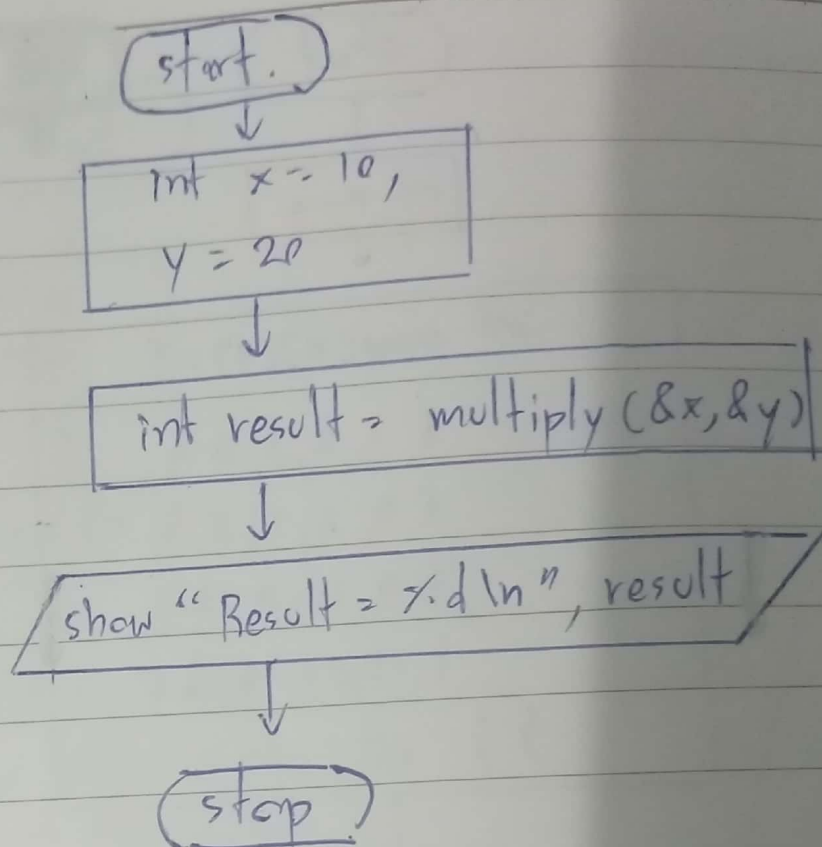 start.
int x = 10,
y = 20
int result = multiply (&x, &y)
show "Result = %d \n", result
stop